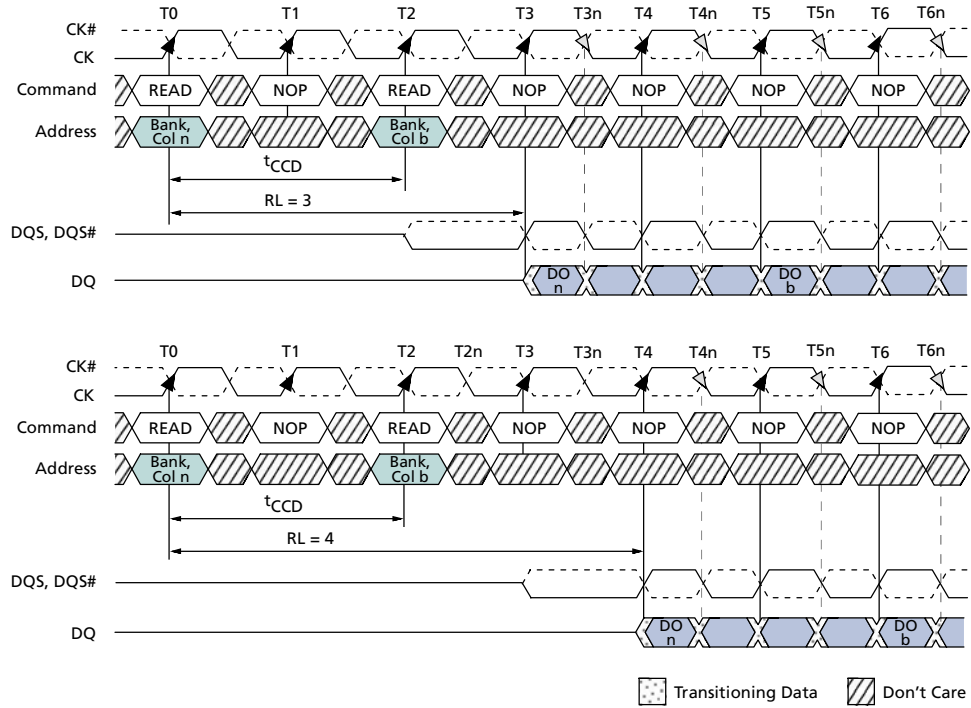 T0 T1 T2 T3 T3n T4 T4n T5 T5n T6 T6n
CK#
CK
Command READ NOP READ NOP NOP NOP NOP
Address Bank, Col n Bank, Col b
tCCD
RL = 3
DQS, DQS#
DQ DO n DO b
T0 T1 T2 T2n T3 T3n T4 T4n T5 T5n T6 T6n
CK#
CK
Command READ NOP READ NOP NOP NOP NOP
Address Bank, Col n Bank, Col b
tCCD
RL = 4
DQS, DQS#
DQ DO n DO b
Transitioning Data Don't Care